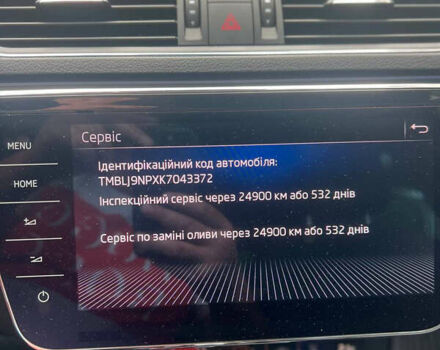 Сервіс
MENU
HOME
Ідентифікаційний код автомобіля:
TMBLJ9NPXK7043372
Інспекційний сервіс через 24900 км або 532 днів
Сервіс по заміні оливи через 24900 км або 532 днів